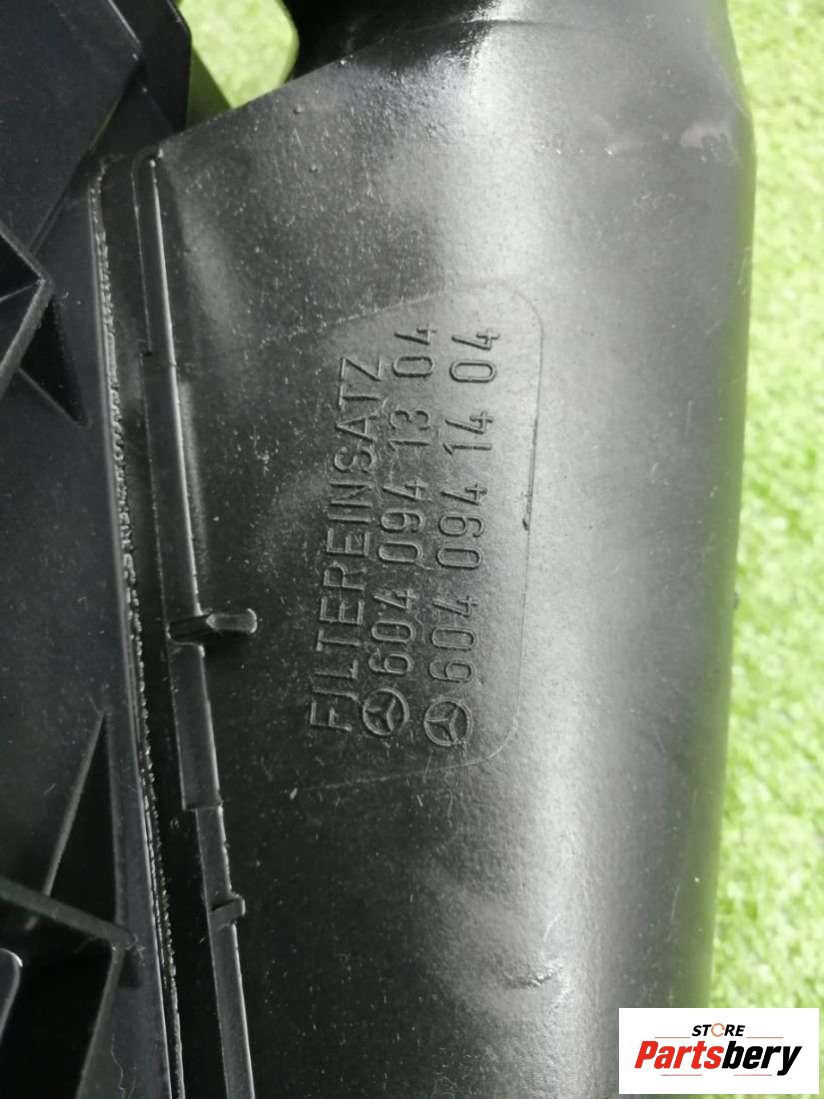 FILTEREINSATZ
604 094 13 04
604 094 14 04
STORE
Partsbery